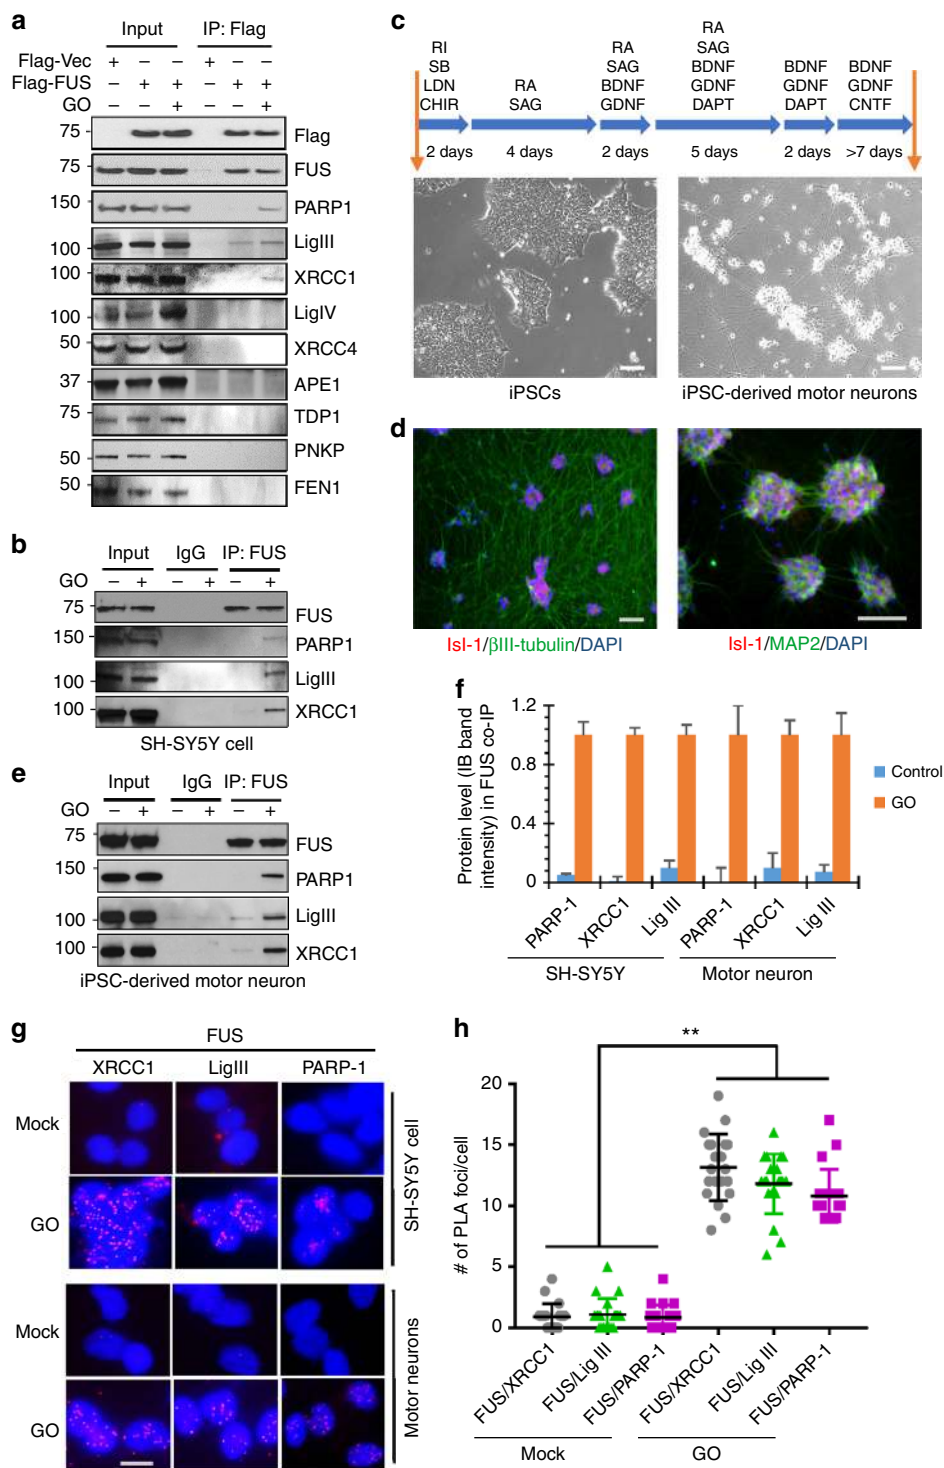 a
Input IP: Flag
Flag-Vec + – – + – –
Flag-FUS – + + – + +
GO – – + – – +
75 Flag
75 FUS
150 PARP1
100 LigIII
100 XRCC1
100 LigIV
50 XRCC4
37 APE1
75 TDP1
50 PNKP
50 FEN1
b
Input IgG IP: FUS
GO – + – + – +
75 FUS
150 PARP1
100 LigIII
100 XRCC1
SH-SY5Y cell
c
RI SB LDN CHIR
RA SAG
RA SAG BDNF GDNF
RA SAG BDNF GDNF DAPT
BDNF GDNF DAPT
BDNF GDNF CNTF
2 days 4 days 2 days 5 days 2 days >7 days
iPSCs
iPSC-derived motor neurons
d
Isl-1/βIII-tubulin/DAPI
Isl-1/MAP2/DAPI
e
Input IgG IP: FUS
GO – + – + – +
75 FUS
150 PARP1
100 LigIII
100 XRCC1
iPSC-derived motor neuron
f
Protein level (IB band
intensity) in FUS co-IP
1.2
0.8
0.4
0
PARP-1 XRCC1 Lig III PARP-1 XRCC1 Lig III
SH-SY5Y Motor neuron
Control
GO
g
FUS
XRCC1 LigIII PARP-1
Mock
GO
SH-SY5Y cell
Mock
GO
Motor neurons
h
**
# of PLA foci/cell
20
15
10
5
0
FUS/XRCC1 FUS/Lig III FUS/PARP-1 FUS/XRCC1 FUS/Lig III FUS/PARP-1
Mock GO